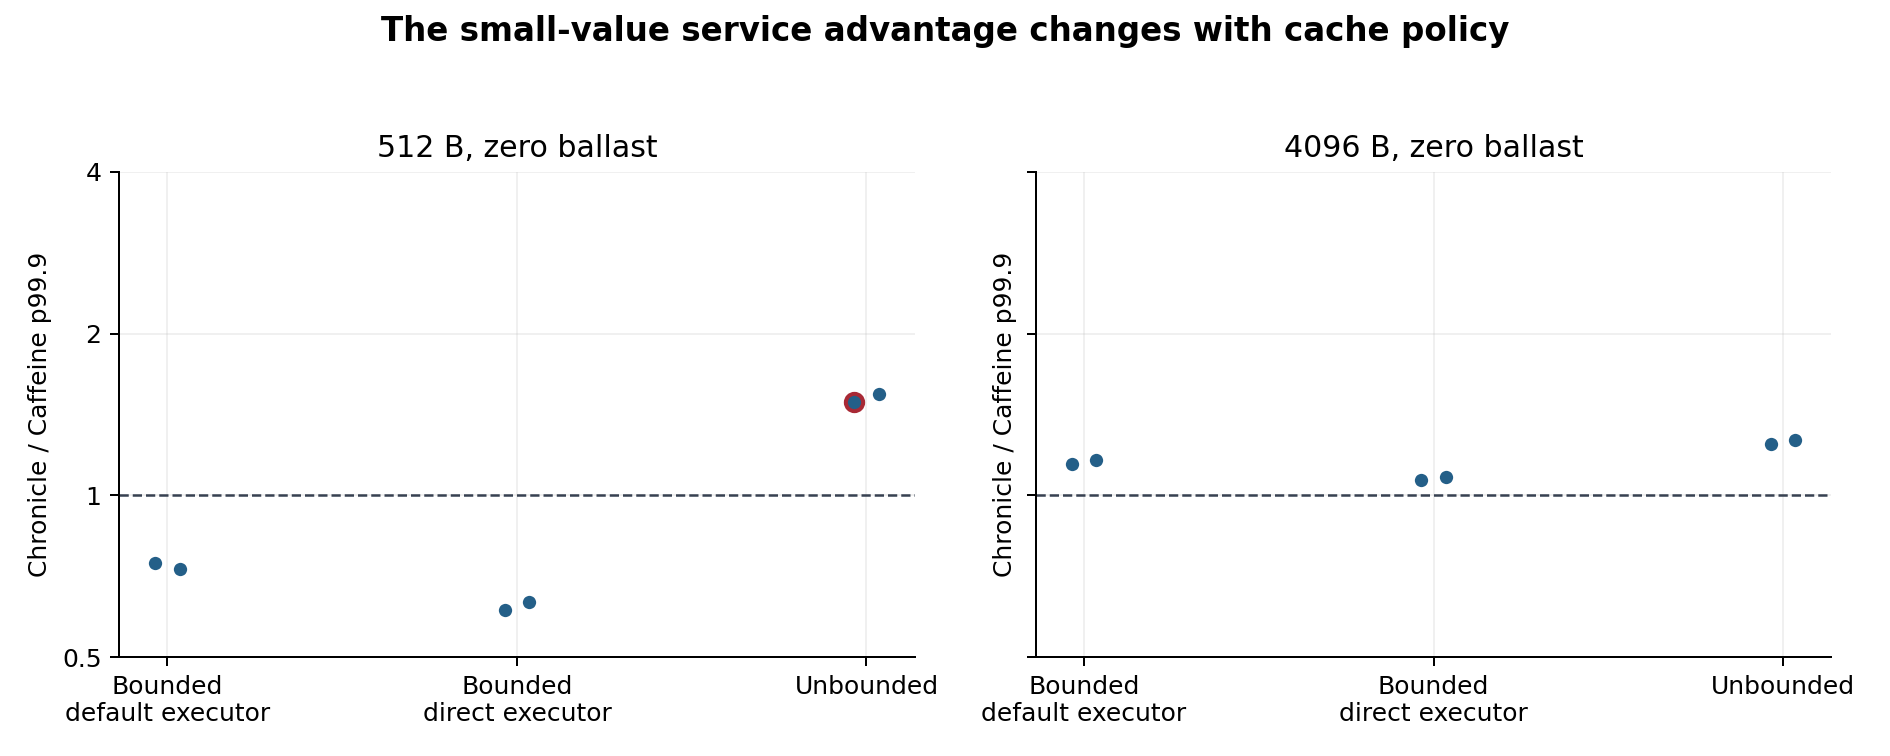 The small-value service advantage changes with cache policy
512 B, zero ballast
Chronicle / Caffeine p99.9
4
2
1
0.5
Bounded
default executor
Bounded
direct executor
Unbounded
4096 B, zero ballast
Chronicle / Caffeine p99.9
Bounded
default executor
Bounded
direct executor
Unbounded